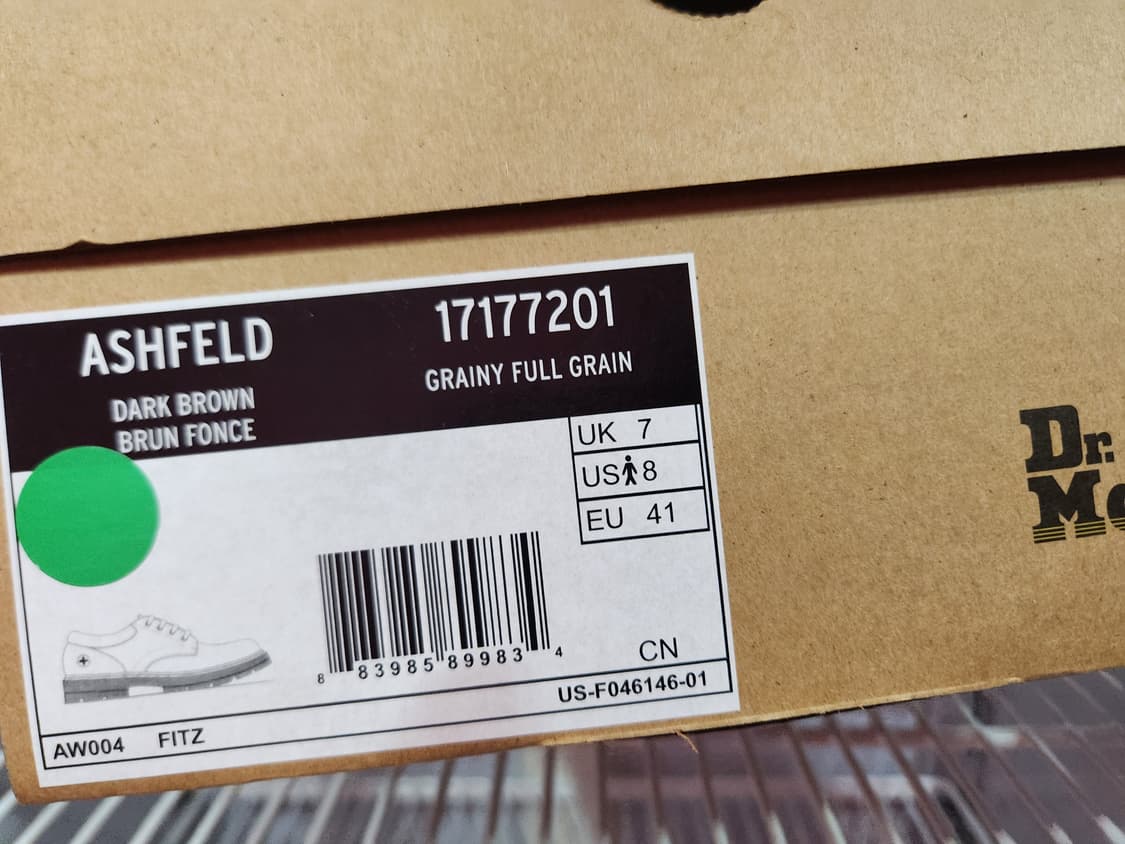 ASHFELD
17177201
DARK BROWN
BRUN FONCE
GRAINY FULL GRAIN
UK 7
US 8
EU 41
8 83985 89983 4
CN
US-F046146-01
AW004 FITZ
Dr.